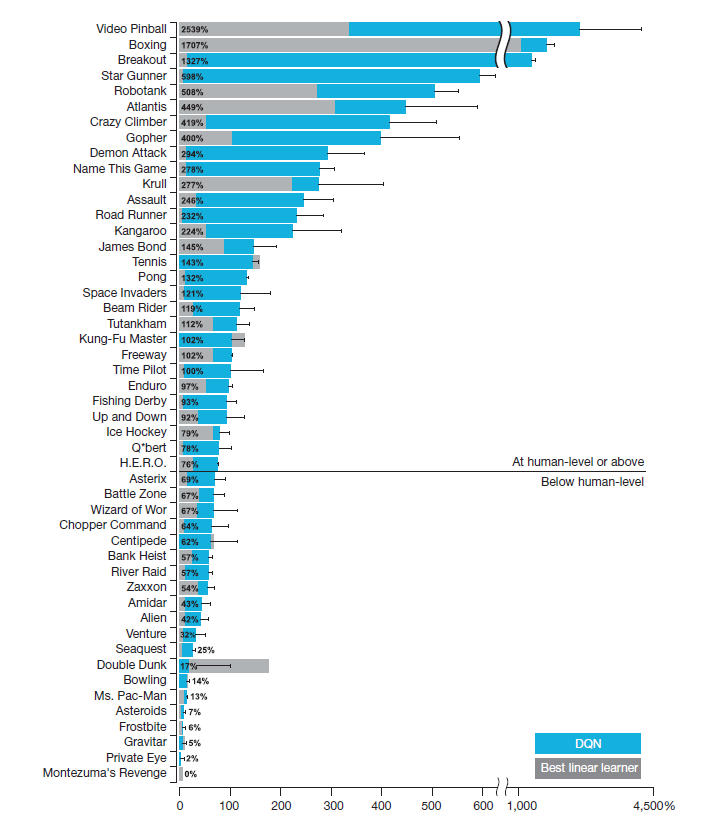 Video Pinball 2539%
Boxing 1707%
Breakout 1327%
Star Gunner 598%
Robotank 508%
Atlantis 449%
Crazy Climber 419%
Gopher 400%
Demon Attack 294%
Name This Game 278%
Krull 277%
Assault 246%
Road Runner 232%
Kangaroo 224%
James Bond 145%
Tennis 143%
Pong 132%
Space Invaders 121%
Beam Rider 119%
Tutankham 112%
Kung-Fu Master 102%
Freeway 102%
Time Pilot 100%
Enduro 97%
Fishing Derby 93%
Up and Down 92%
Ice Hockey 79%
Q*bert 78%
H.E.R.O. 76%
At human-level or above
Below human-level
Asterix 69%
Battle Zone 67%
Wizard of Wor 67%
Chopper Command 64%
Centipede 62%
Bank Heist 57%
River Raid 57%
Zaxxon 54%
Amidar 43%
Alien 42%
Venture 32%
Seaquest 25%
Double Dunk 17%
Bowling 14%
Ms. Pac-Man 13%
Asteroids 7%
Frostbite 6%
Gravitar 5%
Private Eye 2%
Montezuma's Revenge 0%
DQN
Best linear learner
0 100 200 300 400 500 600 1,000 4,500%